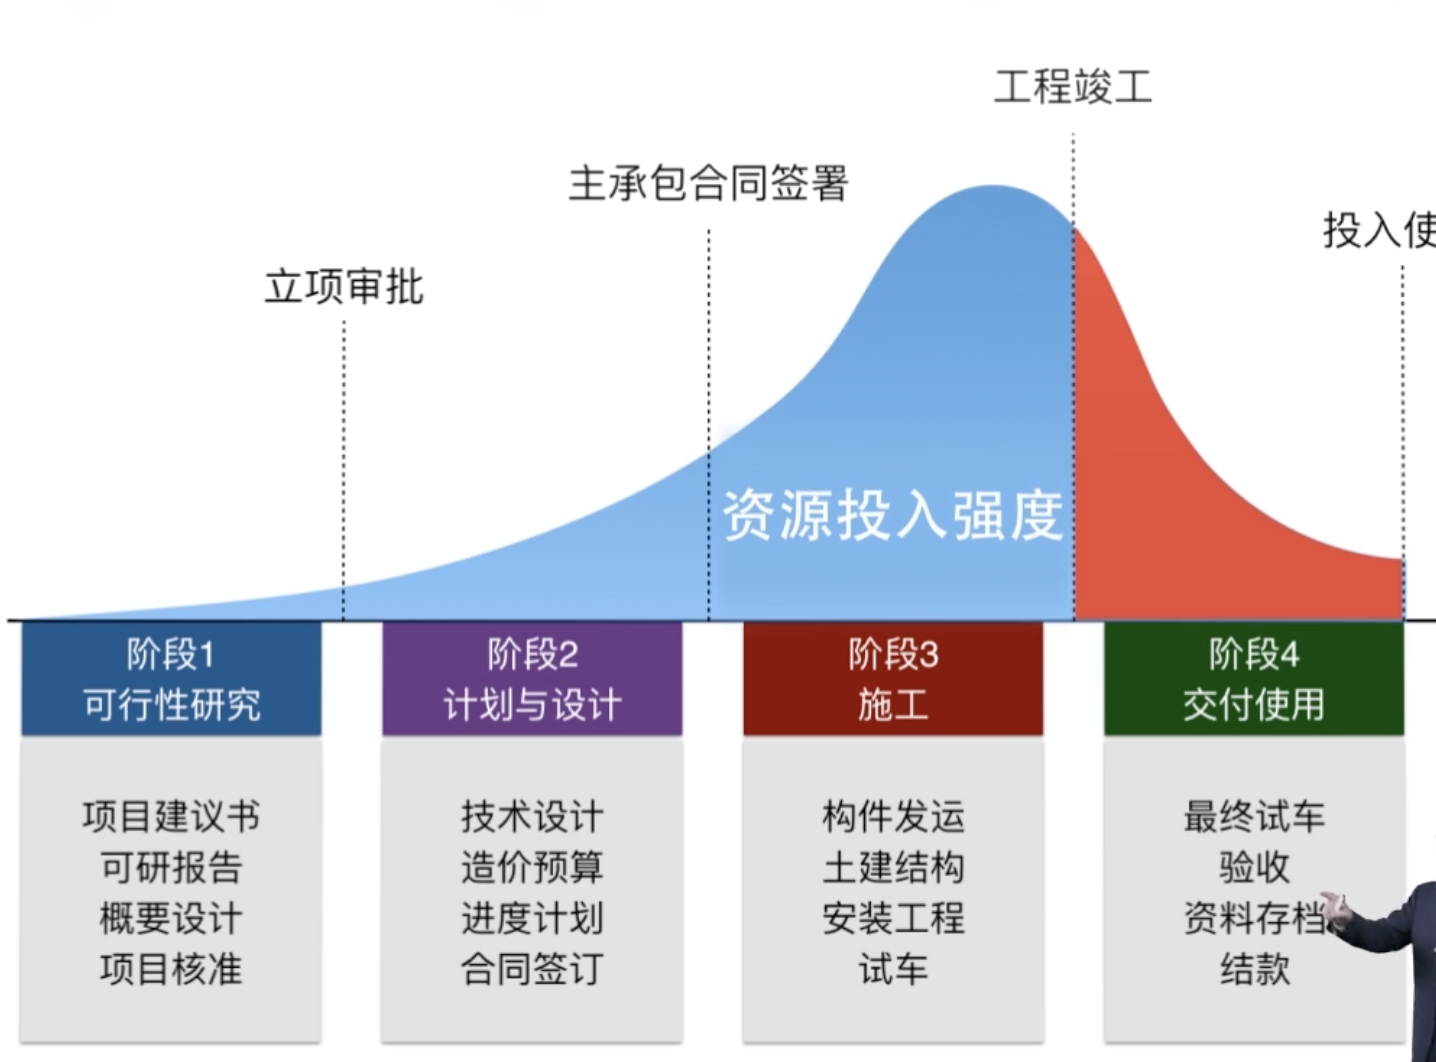 工程竣工
主承包合同签署
投入使
立项审批
资源投入强度
阶段1
可行性研究
阶段2
计划与设计
阶段3
施工
阶段4
交付使用
项目建议书
可研报告
概要设计
项目核准
技术设计
造价预算
进度计划
合同签订
构件发运
土建结构
安装工程
试车
最终试车
验收
资料存档
结款